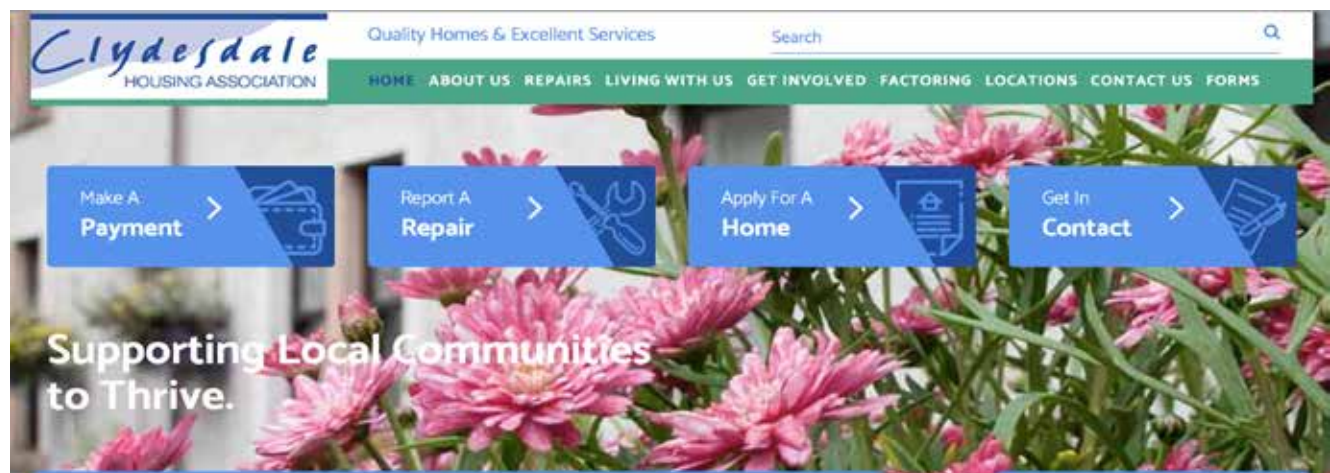 Clydesdale
HOUSING ASSOCIATION
Quality Homes & Excellent Services
Search
HOME ABOUT US REPAIRS LIVING WITH US GET INVOLVED FACTORING LOCATIONS CONTACT US FORMS
Make A
Payment
Report A
Repair
Apply For A
Home
Get In
Contact
Supporting Local Communities
to Thrive.